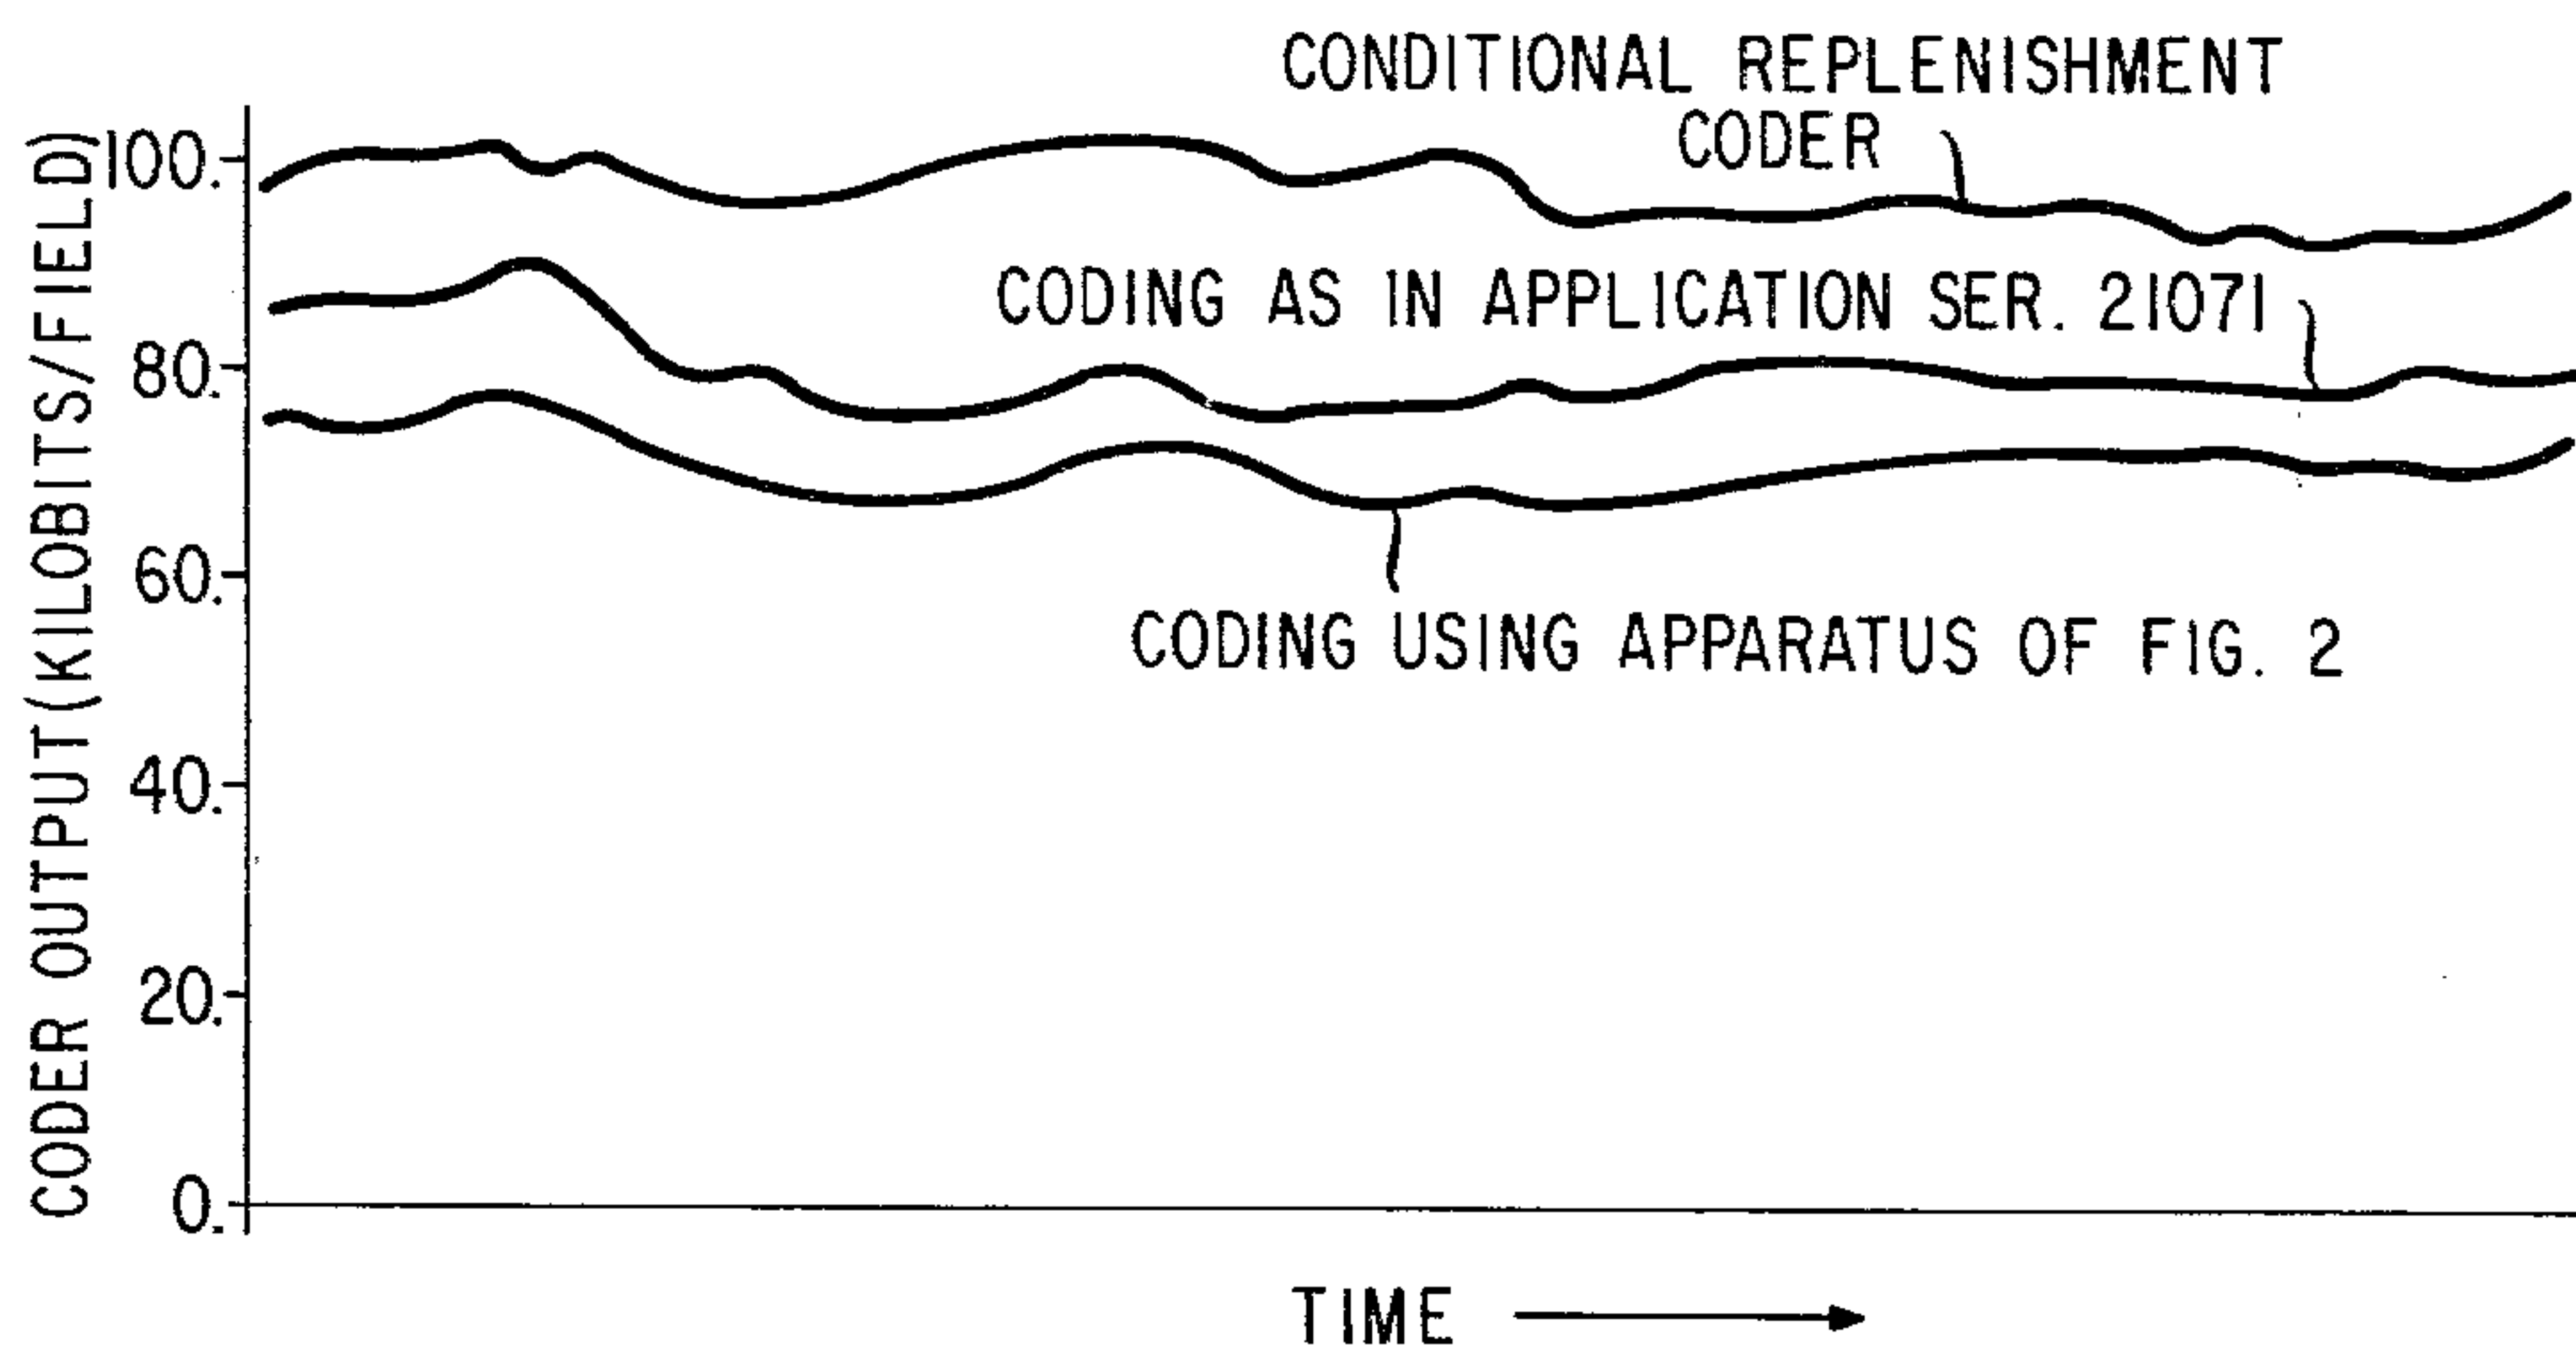 CONDITIONAL REPLENISHMENT
CODER
CODING AS IN APPLICATION SER. 21071
CODING USING APPARATUS OF FIG. 2
CODER OUTPUT (KILOBITS/FIELD)
100.
80.
60.
40.
20.
0.
TIME